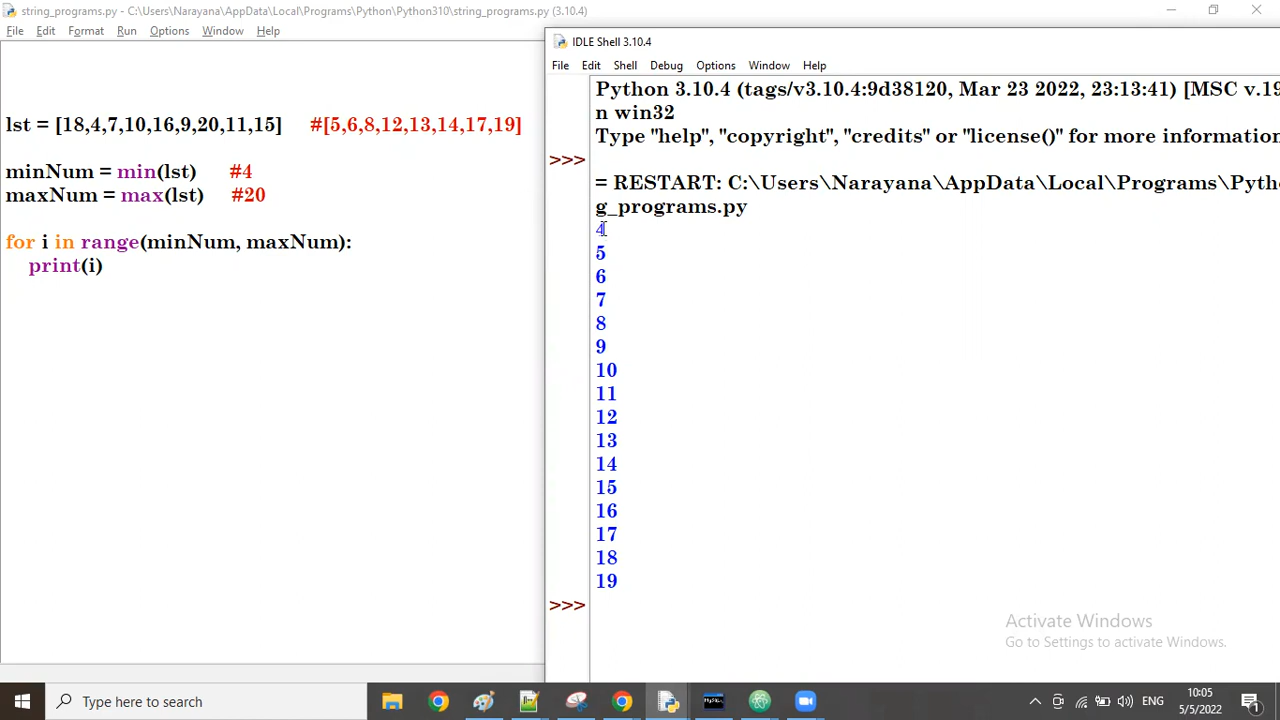 string_programs.py - C:\Users\Narayana\AppData\Local\Programs\Python\Python310\string_programs.py (3.10.4)
File Edit Format Run Options Window Help
lst = [18,4,7,10,16,9,20,11,15] #[5,6,8,12,13,14,17,19]
minNum = min(lst) #4
maxNum = max(lst) #20
for i in range(minNum, maxNum):
print(i)
IDLE Shell 3.10.4
File Edit Shell Debug Options Window Help
Python 3.10.4 (tags/v3.10.4:9d38120, Mar 23 2022, 23:13:41) [MSC v.19
n win32
Type "help", "copyright", "credits" or "license()" for more information
>>>
= RESTART: C:\Users\Narayana\AppData\Local\Programs\Pytho
g_programs.py
4
5
6
7
8
9
10
11
12
13
14
15
16
17
18
19
>>>
Activate Windows
Go to Settings to activate Windows.
Type here to search
ENG
10:05
5/5/2022
1